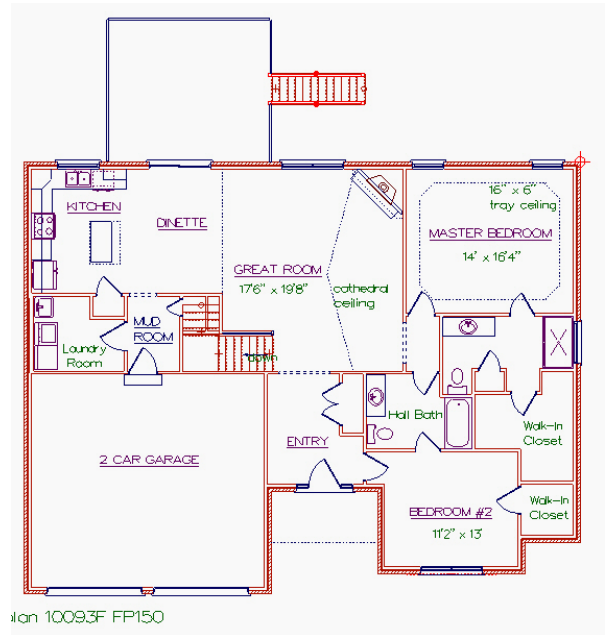 16" x 6"
tray ceiling
KITCHEN
DINETTE
MASTER BEDROOM
14' x 16'4"
GREAT ROOM
17'6" x 19'8"
cathedral
ceiling
MUD
ROOM
Laundry
Room
down
Hall Bath
ENTRY
Walk-In
Closet
2 CAR GARAGE
BEDROOM #2
11'2" x 13'
Walk-In
Closet
plan 10093F FP150